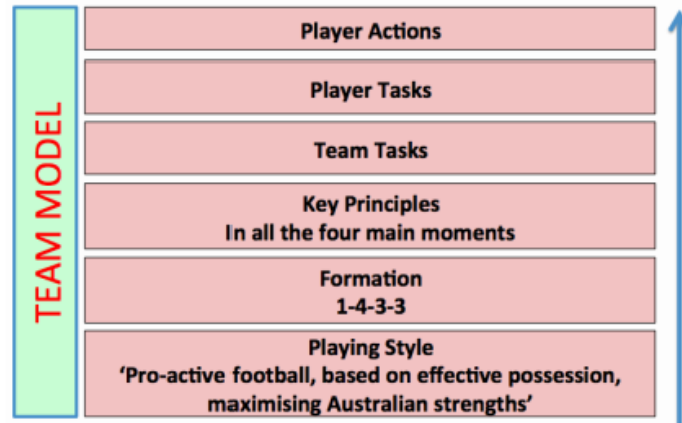 TEAM MODEL
Player Actions
Player Tasks
Team Tasks
Key Principles
In all the four main moments
Formation
1-4-3-3
Playing Style
‘Pro-active football, based on effective possession,
maximising Australian strengths’